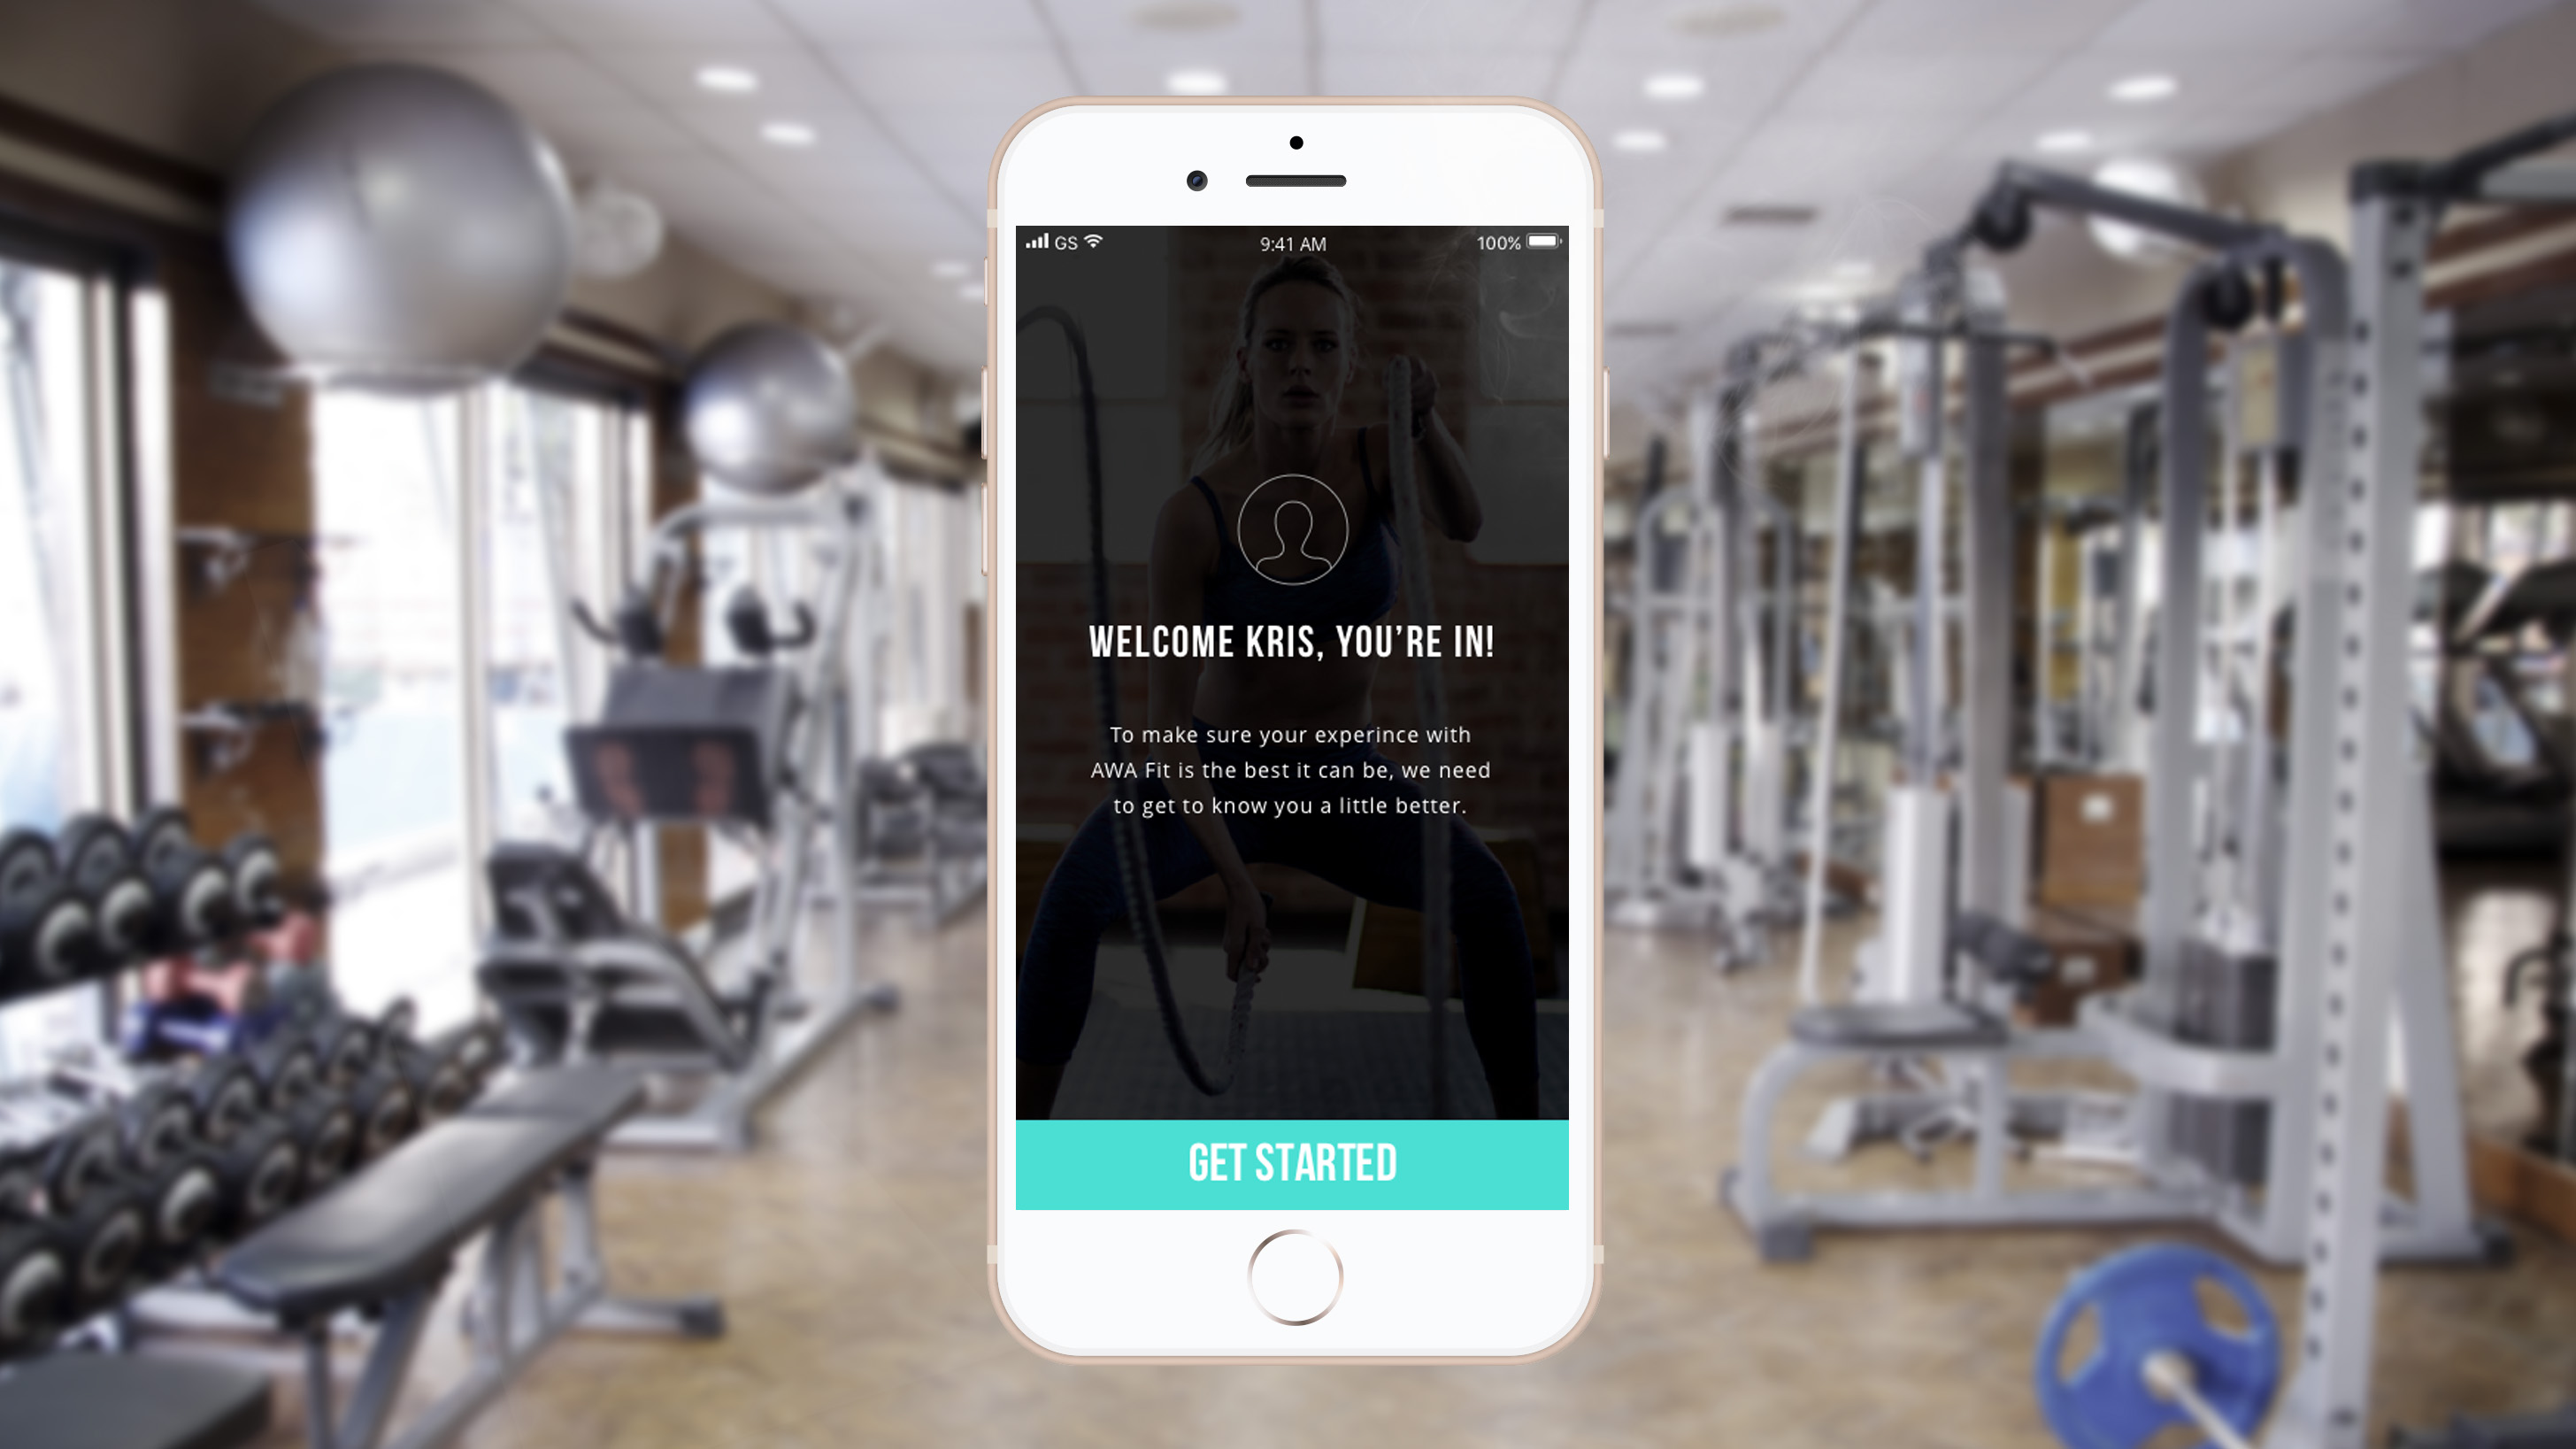 GS 9:41 AM 100%
WELCOME KRIS, YOU'RE IN!
To make sure your experince with
AWA Fit is the best it can be, we need
to get to know you a little better.
GET STARTED